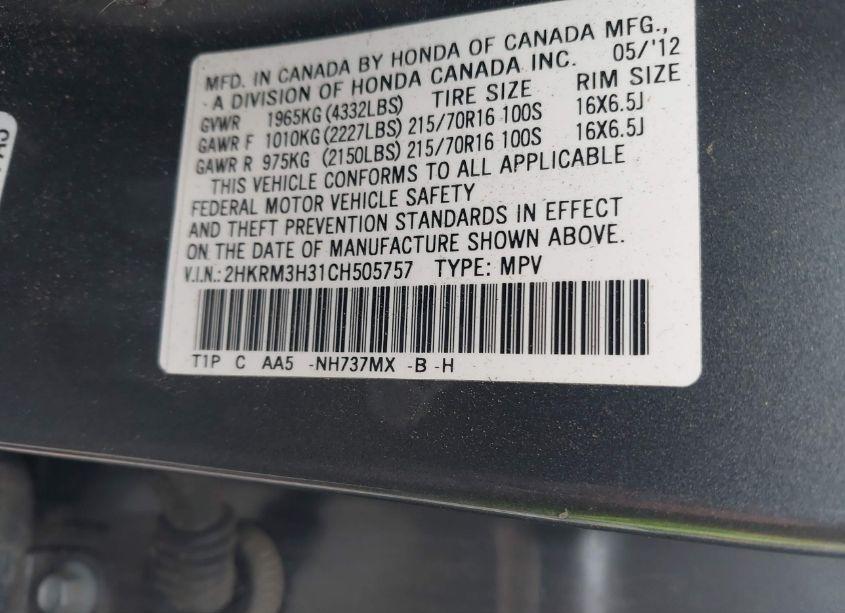 MFD. IN CANADA BY HONDA OF CANADA MFG.,
A DIVISION OF HONDA CANADA INC. 05/'12
GVWR 1965KG (4332LBS) TIRE SIZE RIM SIZE
GAWR F 1010KG (2227LBS) 215/70R16 100S 16X6.5J
GAWR R 975KG (2150LBS) 215/70R16 100S 16X6.5J
THIS VEHICLE CONFORMS TO ALL APPLICABLE
FEDERAL MOTOR VEHICLE SAFETY
AND THEFT PREVENTION STANDARDS IN EFFECT
ON THE DATE OF MANUFACTURE SHOWN ABOVE.
V.I.N.: 2HKRM3H31CH505757 TYPE: MPV
T1P C AA5 -NH737MX -B -H